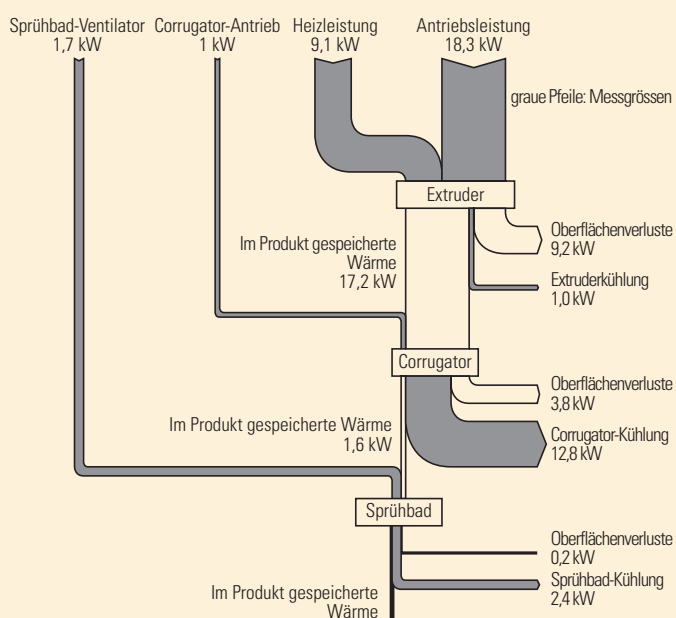 Sprühbad-Ventilator
1,7 kW
Corrugator-Antrieb
1 kW
Heizleistung
9,1 kW
Antriebsleistung
18,3 kW
graue Pfeile: Messgrössen
Extruder
Oberflächenverluste
9,2 kW
Im Produkt gespeicherte
Wärme
17,2 kW
Extruderkühlung
1,0 kW
Corrugator
Oberflächenverluste
3,8 kW
Im Produkt gespeicherte Wärme
1,6 kW
Corrugator-Kühlung
12,8 kW
Sprühbad
Oberflächenverluste
0,2 kW
Sprühbad-Kühlung
2,4 kW
Im Produkt gespeicherte
Wärme